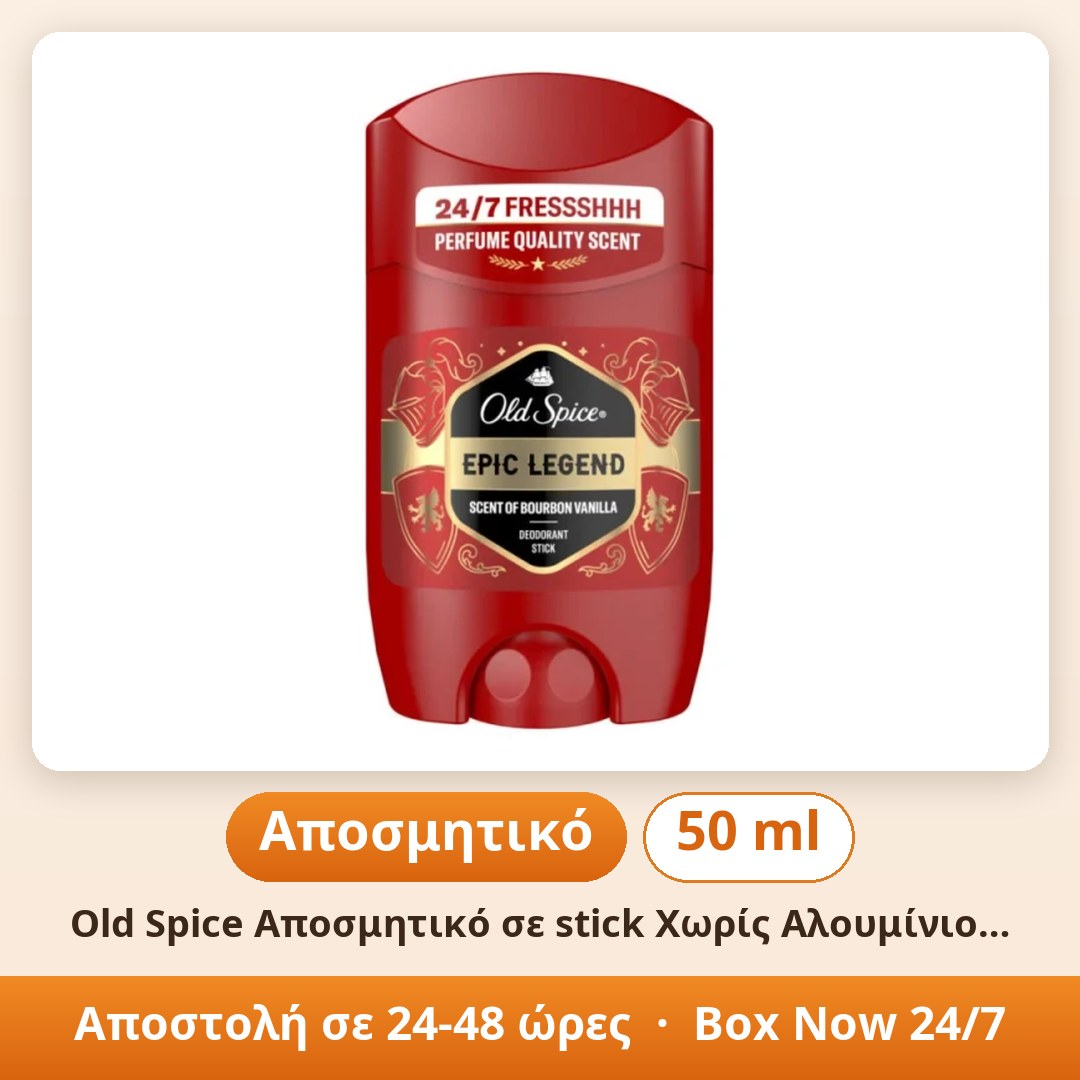 24/7 FRESSSHHH
PERFUME QUALITY SCENT
Old Spice®
EPIC LEGEND
SCENT OF BOURBON VANILLA
DEODORANT
STICK
Αποσμητικό
50 ml
Old Spice Αποσμητικό σε stick Χωρίς Αλουμίνιο...
Αποστολή σε 24-48 ώρες · Box Now 24/7